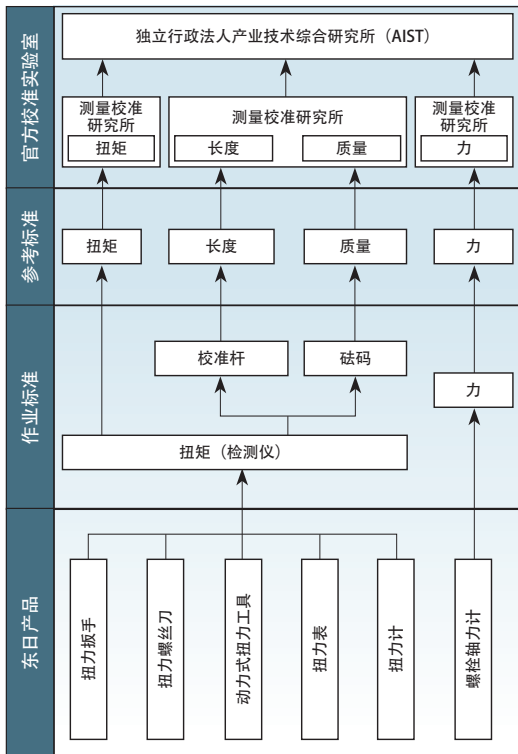 官方校准实验室
独立行政法人产业技术综合研究所（AIST）
测量校准
研究所
扭矩
测量校准研究所
长度
质量
测量校准
研究所
力
参考标准
扭矩
长度
质量
力
作业标准
校准杆
砝码
力
扭矩（检测仪）
东日产品
扭力扳手
扭力螺丝刀
动力式扭力工具
扭力表
扭力计
螺栓轴力计